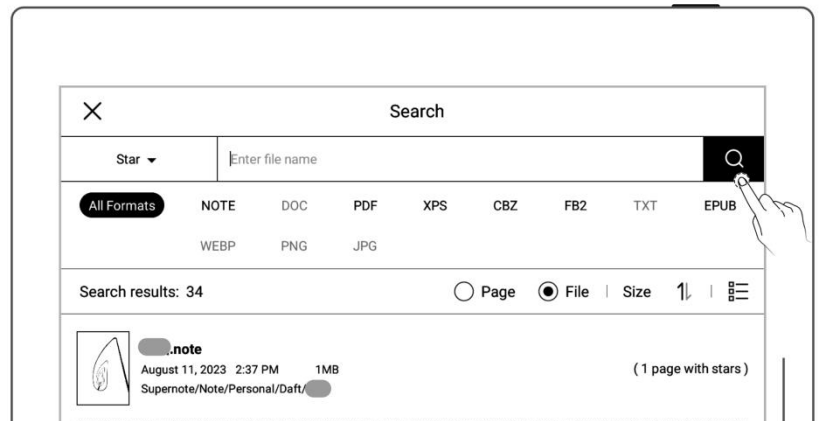 Search
Star Enter file name
All Formats NOTE DOC PDF XPS CBZ FB2 TXT EPUB
WEBP PNG JPG
Search results: 34 Page File Size
.note
August 11, 2023 2:37 PM 1MB (1 page with stars)
Supernote/Note/Personal/Daft/